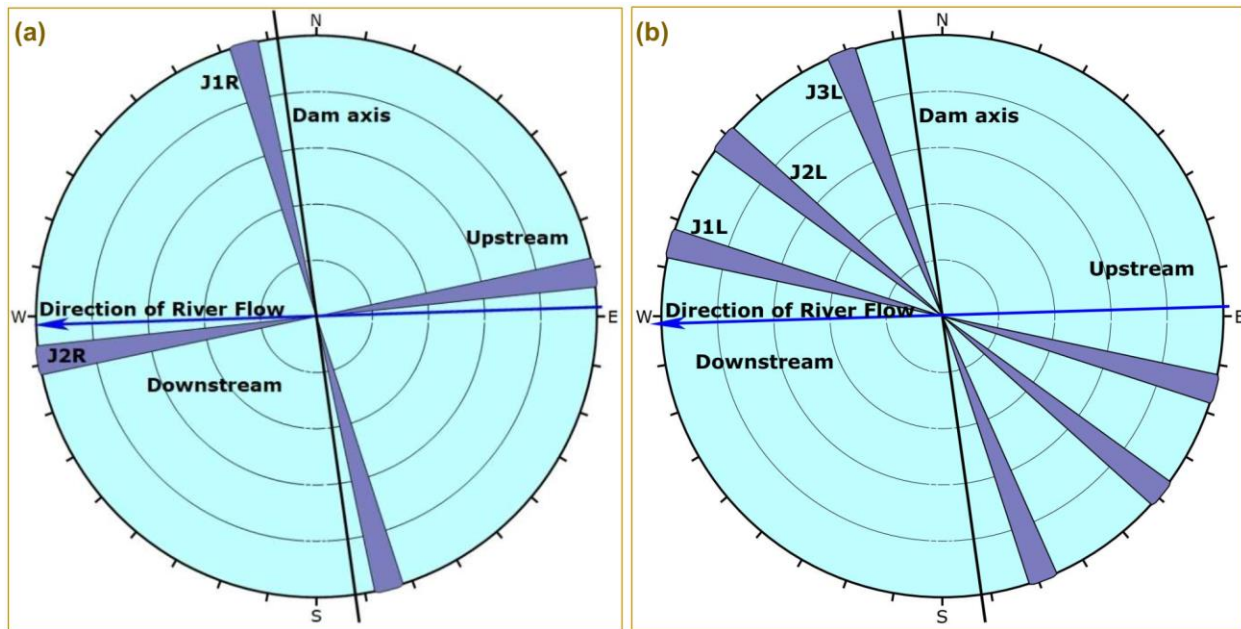 (a)
N
J1R
Dam axis
Upstream
Direction of River Flow
W
E
J2R
Downstream
S
(b)
N
J3L
Dam axis
J2L
J1L
Upstream
Direction of River Flow
W
E
Downstream
S